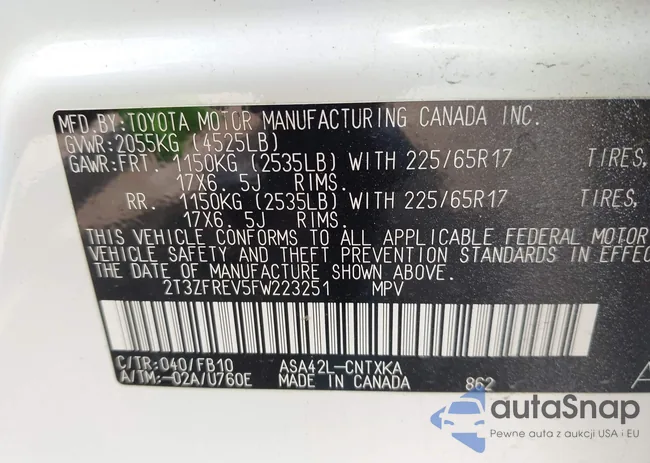 MFD.BY:TOYOTA MOTOR MANUFACTURING CANADA INC.
GVWR:2055KG (4525LB)
GAWR:FRT. 1150KG (2535LB) WITH 225/65R17 TIRES,
17X6.5J RIMS.
RR. 1150KG (2535LB) WITH 225/65R17 TIRES,
17X6.5J RIMS.
THIS VEHICLE CONFORMS TO ALL APPLICABLE FEDERAL MOTOR
VEHICLE SAFETY AND THEFT PREVENTION STANDARDS IN EFFEC
THE DATE OF MANUFACTURE SHOWN ABOVE.
2T3ZFREV5FW223251 MPV
C/TR:040/FB10 ASA42L-CNTXKA
A/TM:-02A/U760E MADE IN CANADA 862 A
autaSnap
Pewne auta z aukcji USA i EU